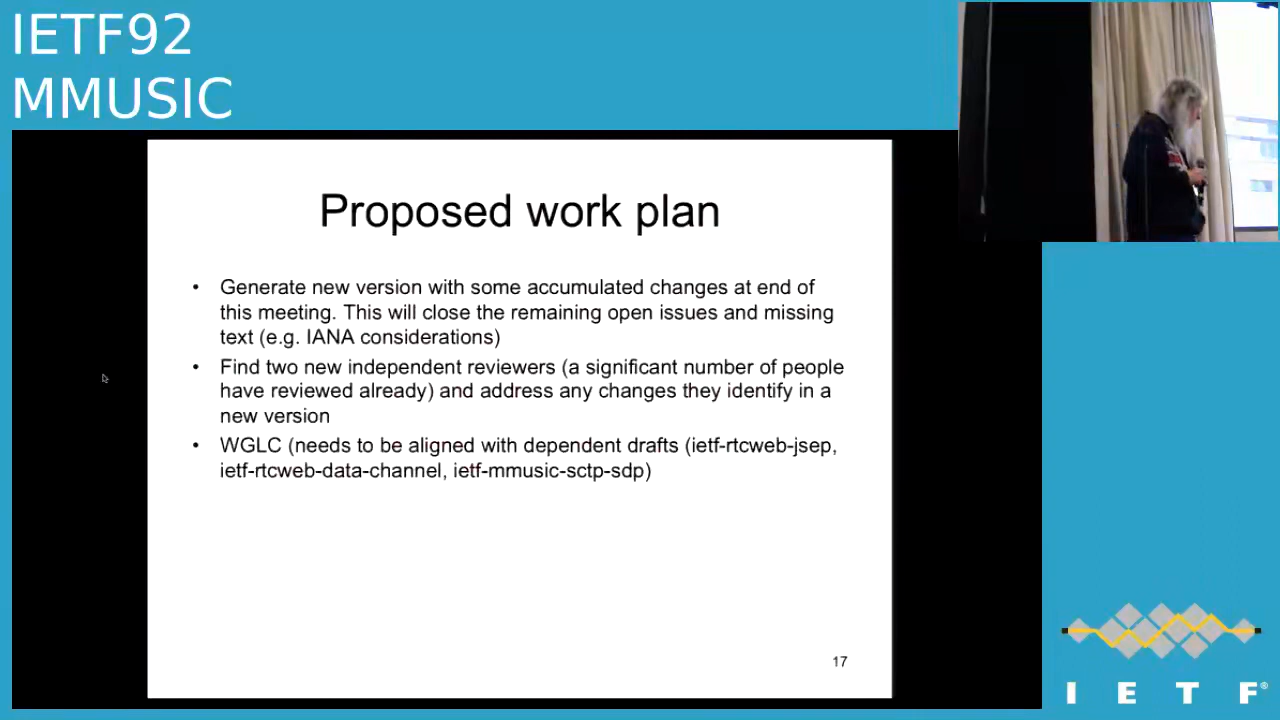 IETF92
MMUSIC
Proposed work plan
• Generate new version with some accumulated changes at end of
this meeting. This will close the remaining open issues and missing
text (e.g. IANA considerations)
• Find two new independent reviewers (a significant number of people
have reviewed already) and address any changes they identify in a
new version
• WGLC (needs to be aligned with dependent drafts (ietf-rtcweb-jsep,
ietf-rtcweb-data-channel, ietf-mmusic-sctp-sdp)
17
I E T F®